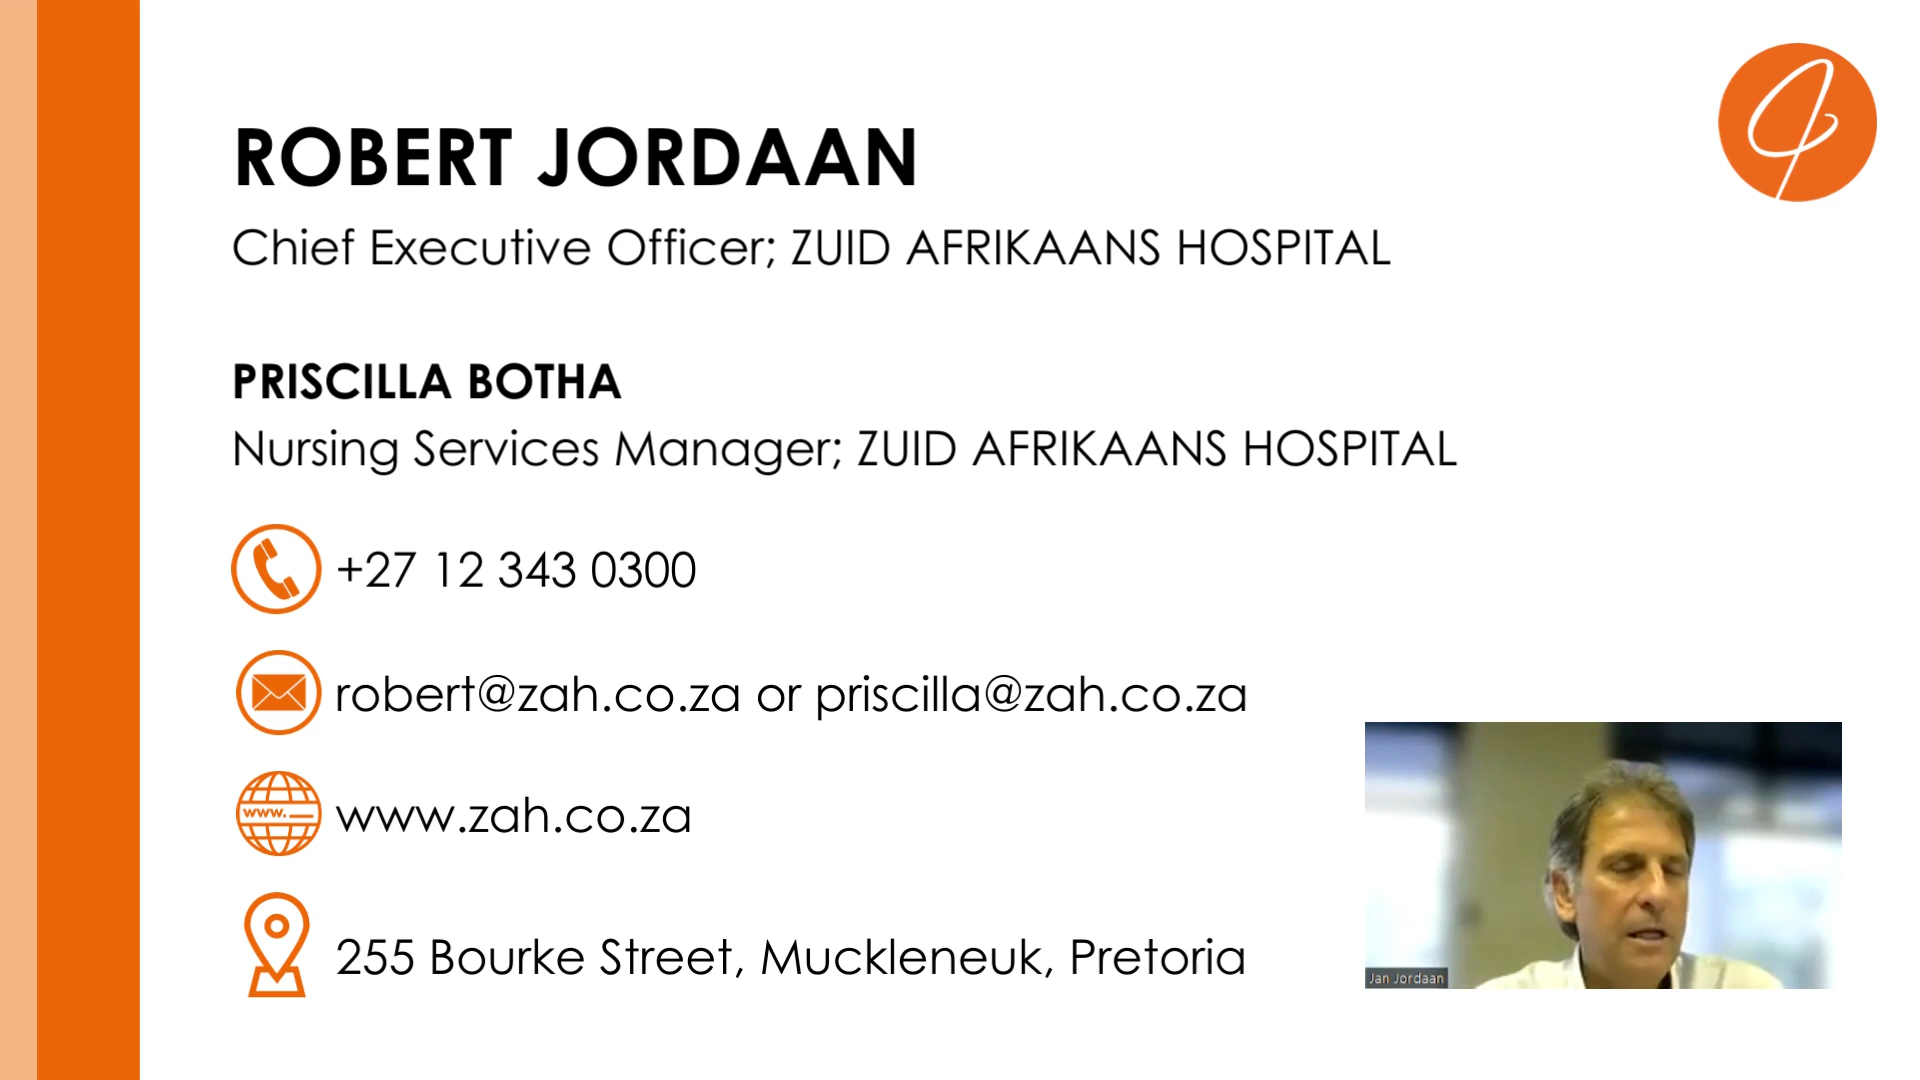 ROBERT JORDAAN
Chief Executive Officer; ZUID AFRIKAANS HOSPITAL
PRISCILLA BOTHA
Nursing Services Manager; ZUID AFRIKAANS HOSPITAL
+27 12 343 0300
robert@zah.co.za or priscilla@zah.co.za
www.
www.zah.co.za
255 Bourke Street, Muckleneuk, Pretoria
Jan Jordaan